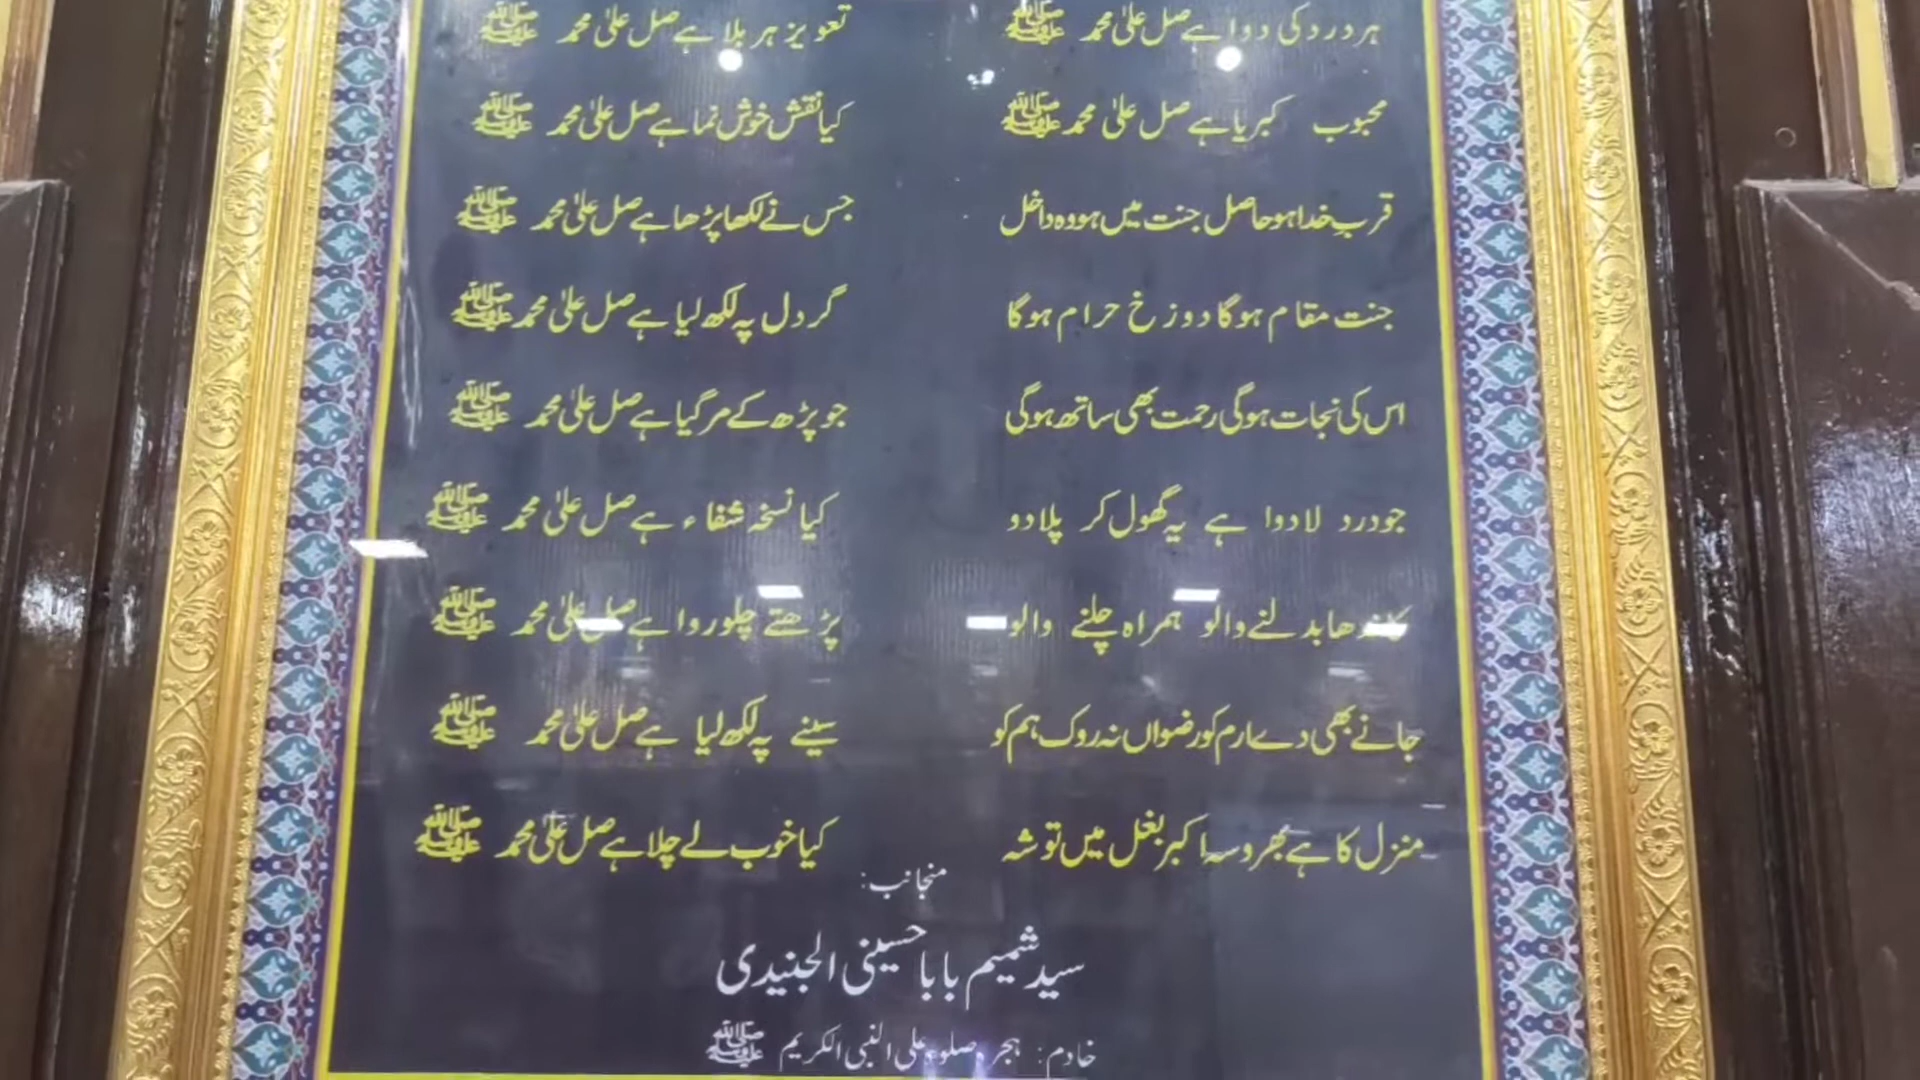 ہر درد کی دوا ہے صل علیٰ محمد ﷺ تعویز ہر بلا ہے صل علیٰ محمد ﷺ
محبوب کبریا ہے صل علیٰ محمد ﷺ کیا نقش خوش نما ہے صل علیٰ محمد ﷺ
قربِ خدا ہو حاصل جنت میں ہو وہ داخل جس نے لکھا پڑھا ہے صل علیٰ محمد ﷺ
جنت مقام ہوگا دوزخ حرام ہوگا گر دل پہ لکھ لیا ہے صل علیٰ محمد ﷺ
اس کی نجات ہوگی رحمت بھی ساتھ ہوگی جو پڑھ کے مرگیا ہے صل علیٰ محمد ﷺ
جو درد لا دوا ہے یہ گھول کر پلا دو کیا نسخہ شفاء ہے صل علیٰ محمد ﷺ
کندھا بدلنے والو ہمراہ چلنے والو پڑھتے چلو روا ہے صل علیٰ محمد ﷺ
جانے بھی دے ارم کو رضواں نہ روک ہم کو سینے پہ لکھ لیا ہے صل علیٰ محمد ﷺ
منزل کا ہے بھروسہ اکبر بغل میں توشہ کیا خوب لے چلا ہے صل علیٰ محمد ﷺ
منجانب:
سید شمیم بابا حسینی الجنیدی
خادم: ہجرہ صلوۃ علی النبی الکریم ﷺ